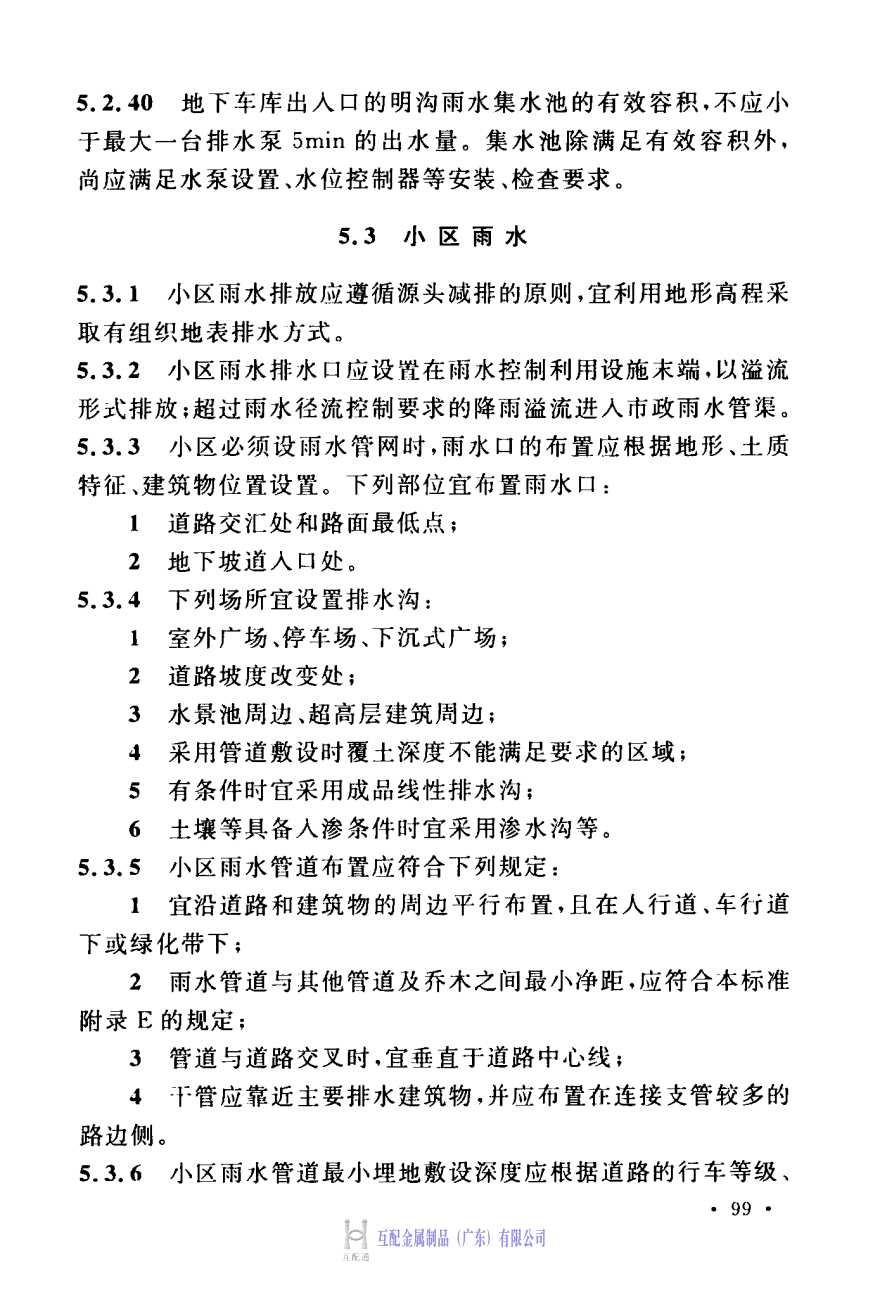 5.2.40 地下车库出入口的明沟雨水集水池的有效容积,不应小
于最大一台排水泵 5min 的出水量。集水池除满足有效容积外,
尚应满足水泵设置、水位控制器等安装、检查要求。
5.3 小区雨水
5.3.1 小区雨水排放应遵循源头减排的原则,宜利用地形高程采
取有组织地表排水方式。
5.3.2 小区雨水排水口应设置在雨水控制利用设施末端,以溢流
形式排放;超过雨水径流控制要求的降雨溢流进入市政雨水管渠。
5.3.3 小区必须设雨水管网时,雨水口的布置应根据地形、土质
特征、建筑物位置设置。下列部位宜布置雨水口:
1 道路交汇处和路面最低点;
2 地下坡道入口处。
5.3.4 下列场所宜设置排水沟:
1 室外广场、停车场、下沉式广场;
2 道路坡度改变处;
3 水景池周边、超高层建筑周边;
4 采用管道敷设时覆土深度不能满足要求的区域;
5 有条件时宜采用成品线性排水沟;
6 土壤等具备入渗条件时宜采用渗水沟等。
5.3.5 小区雨水管道布置应符合下列规定:
1 宜沿道路和建筑物的周边平行布置,且在人行道、车行道
下或绿化带下;
2 雨水管道与其他管道及乔木之间最小净距,应符合本标准
附录 E 的规定;
3 管道与道路交叉时,宜垂直于道路中心线;
4 干管应靠近主要排水建筑物,并应布置在连接支管较多的
路边侧。
5.3.6 小区雨水管道最小埋地敷设深度应根据道路的行车等级、
• 99 •
互配金属制品(广东)有限公司
互配通